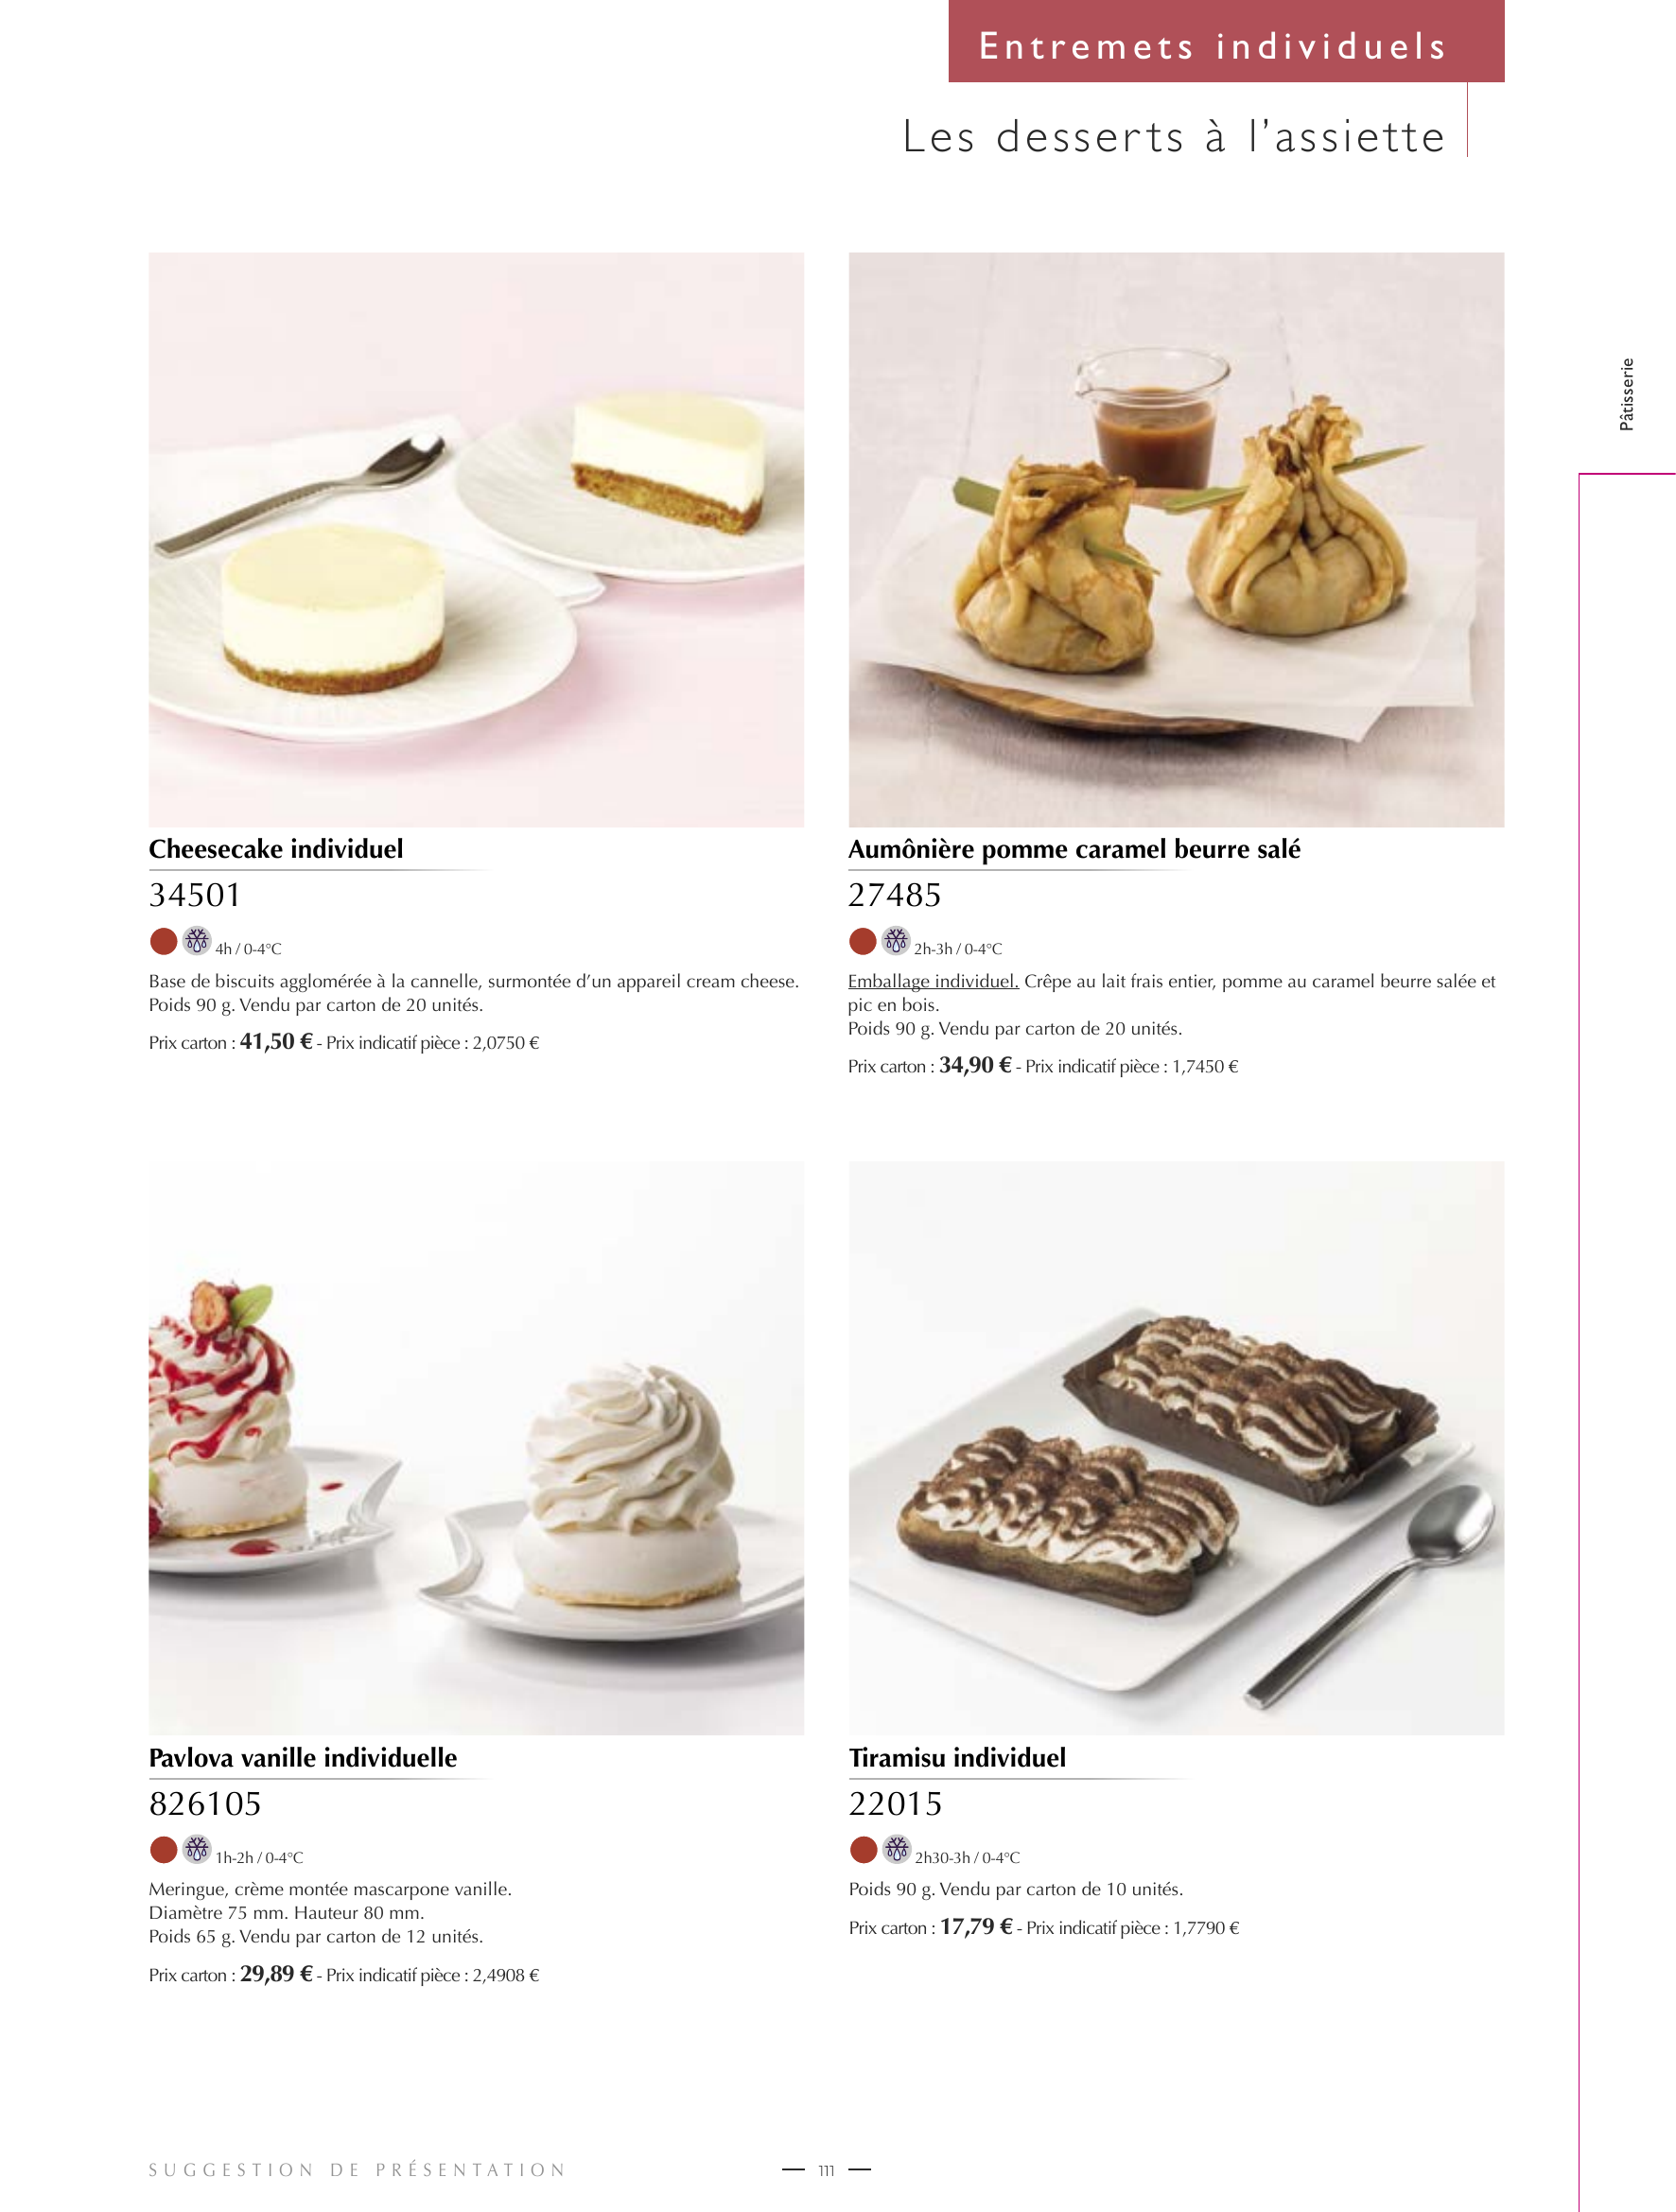 Entremets individuels
Les desserts à l’assiette
Pâtisserie
Cheesecake individuel
34501
4h / 0-4°C
Base de biscuits agglomérée à la cannelle, surmontée d’un appareil cream cheese.
Poids 90 g. Vendu par carton de 20 unités.
Prix carton : 41,50 € - Prix indicatif pièce : 2,0750 €
Aumônière pomme caramel beurre salé
27485
2h-3h / 0-4°C
Emballage individuel. Crêpe au lait frais entier, pomme au caramel beurre salée et
pic en bois.
Poids 90 g. Vendu par carton de 20 unités.
Prix carton : 34,90 € - Prix indicatif pièce : 1,7450 €
Pavlova vanille individuelle
826105
1h-2h / 0-4°C
Meringue, crème montée mascarpone vanille.
Diamètre 75 mm. Hauteur 80 mm.
Poids 65 g. Vendu par carton de 12 unités.
Prix carton : 29,89 € - Prix indicatif pièce : 2,4908 €
Tiramisu individuel
22015
2h30-3h / 0-4°C
Poids 90 g. Vendu par carton de 10 unités.
Prix carton : 17,79 € - Prix indicatif pièce : 1,7790 €
SUGGESTION DE PRÉSENTATION
111